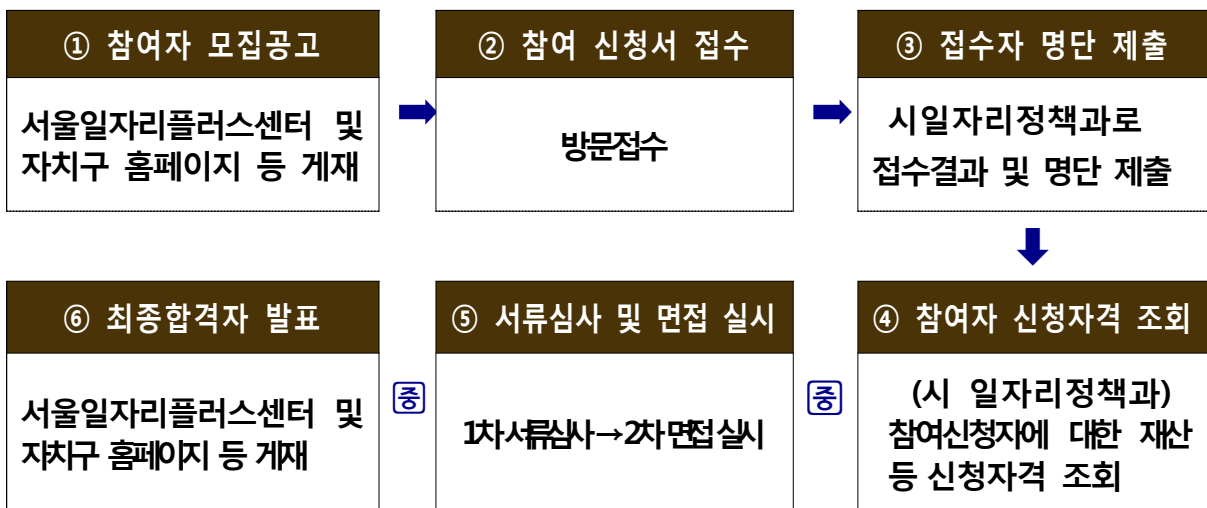 ① 참여자 모집공고
서울일자리플러스센터 및
자치구 홈페이지 등 게재
② 참여 신청서 접수
방문접수
③ 접수자 명단 제출
시일자리정책과로
접수결과 및 명단 제출
④ 참여자 신청자격 조회
(시 일자리정책과)
참여신청자에 대한 재산
등 신청자격 조회
중
⑤ 서류심사 및 면접 실시
1차 서류심사→2차 면접 실시
중
⑥ 최종합격자 발표
서울일자리플러스센터 및
자치구 홈페이지 등 게재